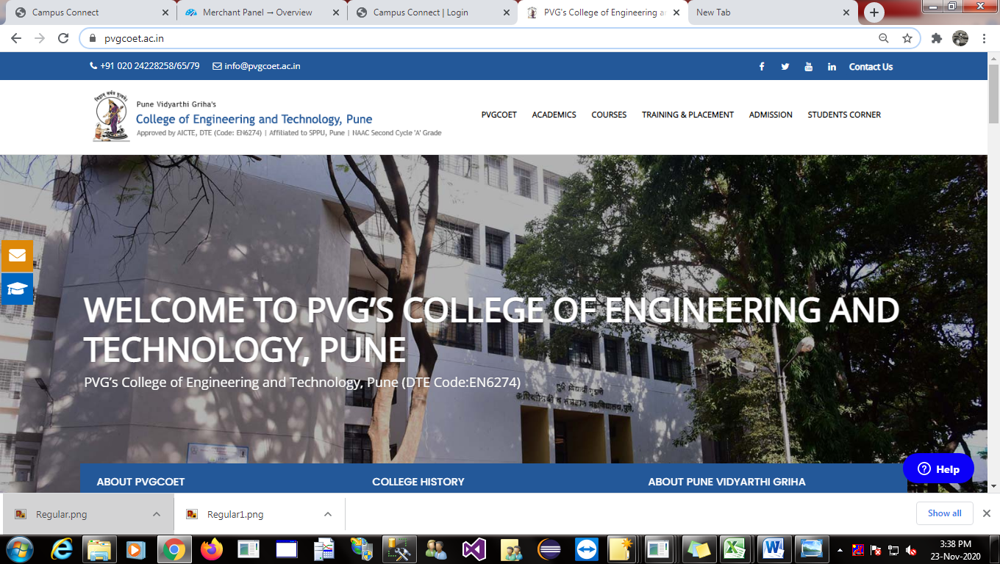 Campus Connect
Merchant Panel → Overview
Campus Connect | Login
PVG's College of Engineering a
New Tab
pvgcoet.ac.in
+91 020 24228258/65/79
info@pvgcoet.ac.in
Contact Us
Pune Vidyarthi Griha's
College of Engineering and Technology, Pune
Approved by AICTE, DTE (Code: EN6274) | Affiliated to SPPU, Pune | NAAC Second Cycle 'A' Grade
PVGCOET
ACADEMICS
COURSES
TRAINING & PLACEMENT
ADMISSION
STUDENTS CORNER
WELCOME TO PVG'S COLLEGE OF ENGINEERING AND
TECHNOLOGY, PUNE
PVG's College of Engineering and Technology, Pune (DTE Code:EN6274)
ABOUT PVGCOET
COLLEGE HISTORY
ABOUT PUNE VIDYARTHI GRIHA
Help
Regular.png
Regular1.png
Show all
3:38 PM
23-Nov-2020